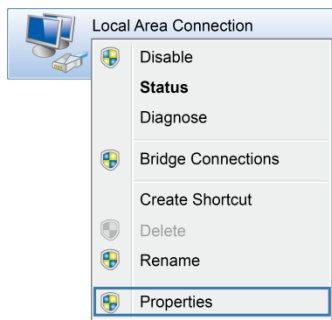 Local Area Connection
Disable
Status
Diagnose
Bridge Connections
Create Shortcut
Delete
Rename
Properties